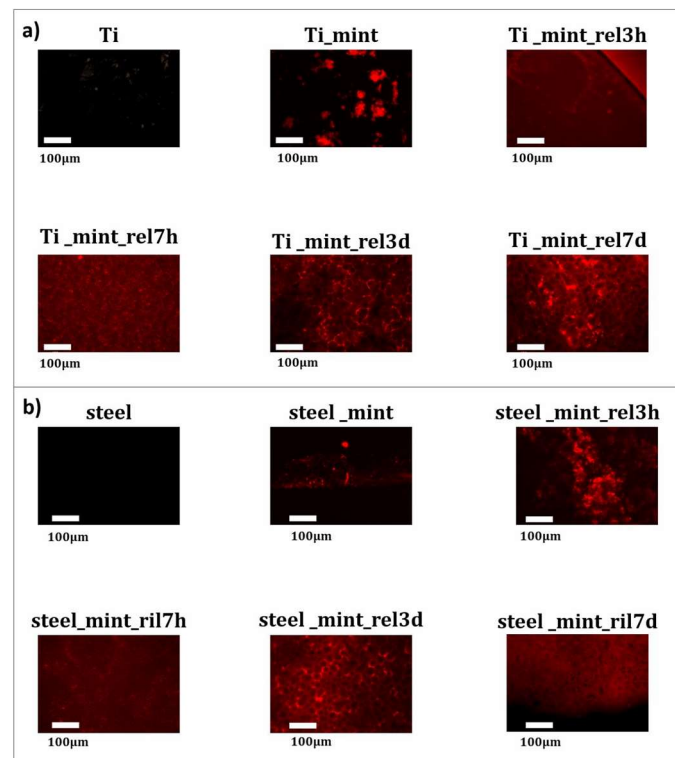 a)
Ti
Ti_mint
Ti _mint_rel3h
100μm
100μm
100μm
Ti _mint_rel7h
Ti _mint_rel3d
Ti _mint_rel7d
100μm
100μm
100μm
b)
steel
steel _mint
steel _mint_rel3h
100μm
100μm
100μm
steel_mint_ril7h
steel _mint_rel3d
steel _mint_ril7d
100μm
100μm
100μm